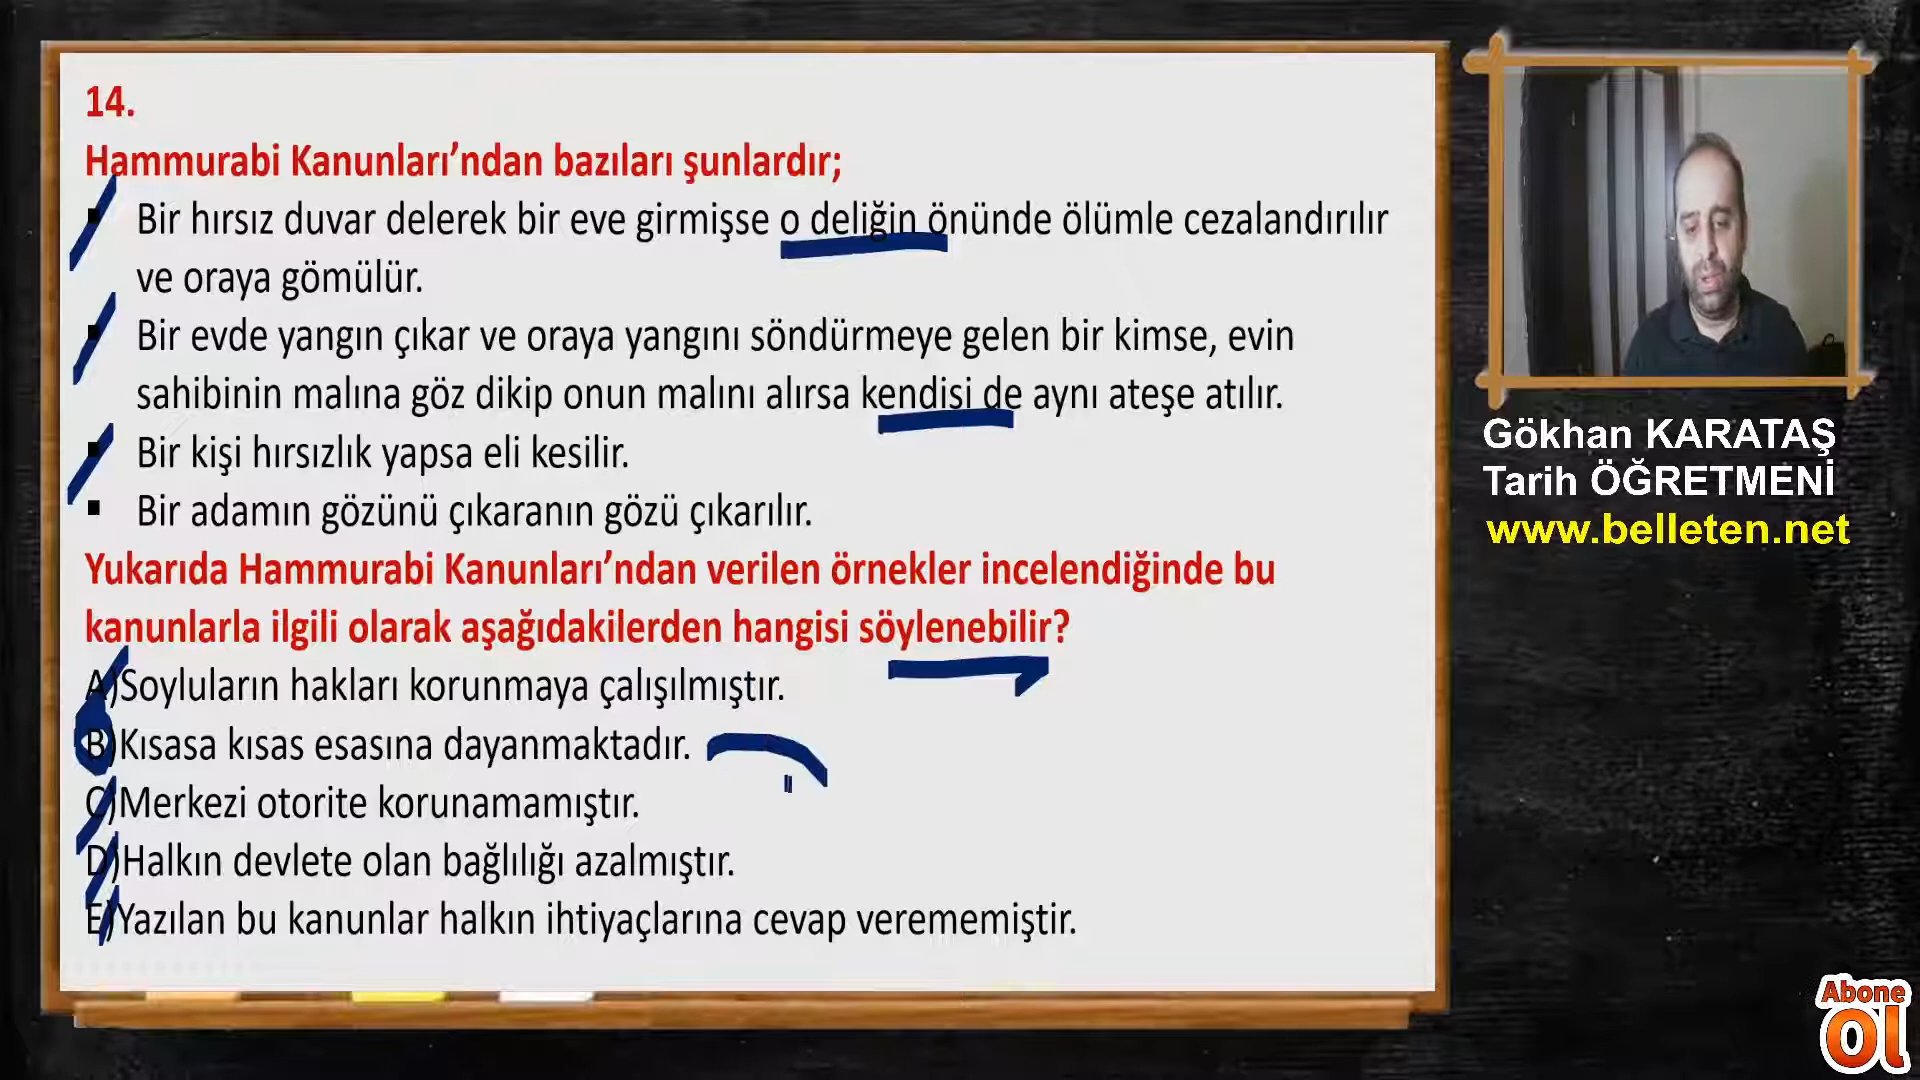 14.
Hammurabi Kanunları’ndan bazıları şunlardır;
▪ Bir hırsız duvar delerek bir eve girmişse o deliğin önünde ölümle cezalandırılır
ve oraya gömülür.
▪ Bir evde yangın çıkar ve oraya yangını söndürmeye gelen bir kimse, evin
sahibinin malına göz dikip onun malını alırsa kendisi de aynı ateşe atılır.
▪ Bir kişi hırsızlık yapsa eli kesilir.
▪ Bir adamın gözünü çıkaranın gözü çıkarılır.
Yukarıda Hammurabi Kanunları’ndan verilen örnekler incelendiğinde bu
kanunlarla ilgili olarak aşağıdakilerden hangisi söylenebilir?
A)Soyluların hakları korunmaya çalışılmıştır.
B)Kısasa kısas esasına dayanmaktadır.
C)Merkezi otorite korunamamıştır.
D)Halkın devlete olan bağlılığı azalmıştır.
E)Yazılan bu kanunlar halkın ihtiyaçlarına cevap verememiştir.
Gökhan KARATAŞ
Tarih ÖĞRETMENİ
www.belleten.net
Abone
Ol